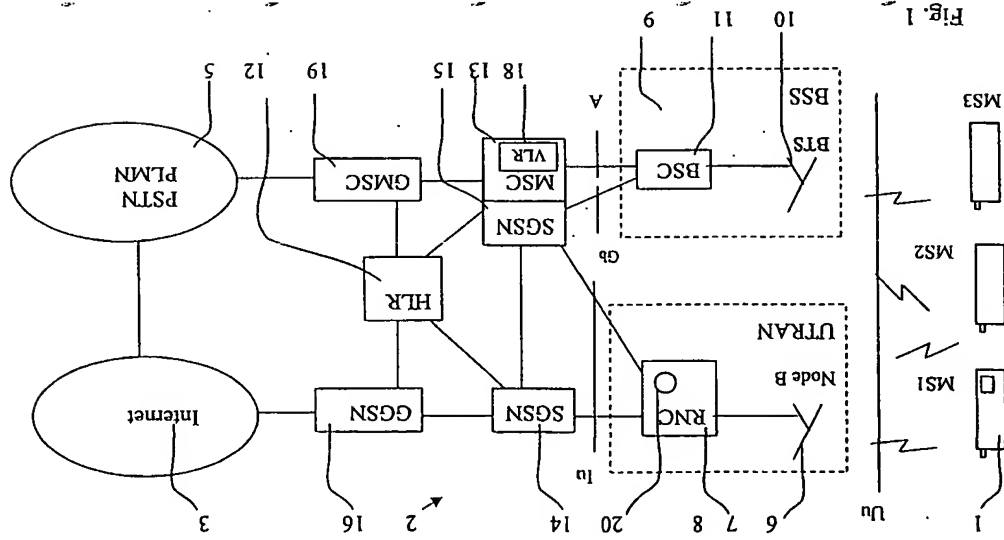 1
Uu
6
7
8
20
14
2
16
3
Iu
MS1
Node B
RNC
SGSN
GGSN
Internet
UTRAN
MS2
Gb
HLR
SGSN
MSC
VLR
GMSC
PSTN
PLMN
BTS
BSC
A
BSS
MS3
10
11
9
18
13
15
19
12
5
Fig. 1